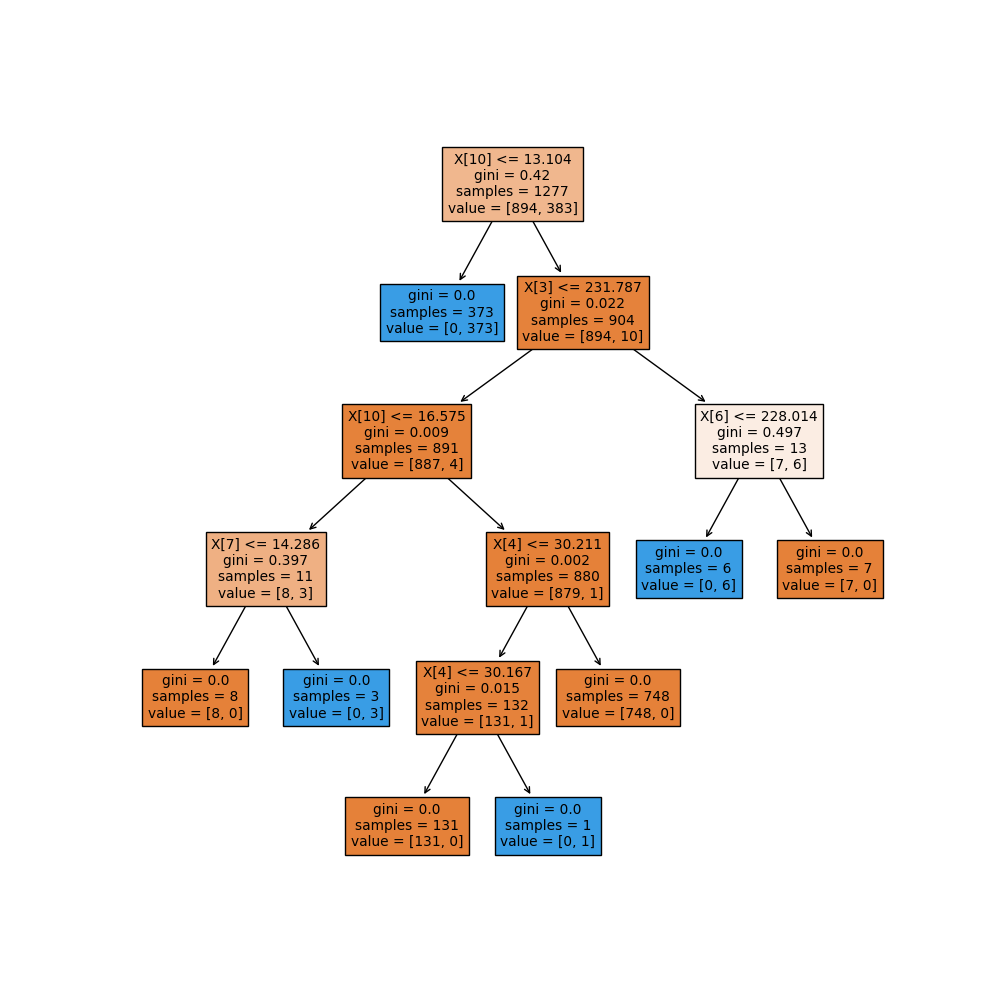 X[10] <= 13.104
gini = 0.42
samples = 1277
value = [894, 383]
gini = 0.0
samples = 373
value = [0, 373]
X[3] <= 231.787
gini = 0.022
samples = 904
value = [894, 10]
X[10] <= 16.575
gini = 0.009
samples = 891
value = [887, 4]
X[6] <= 228.014
gini = 0.497
samples = 13
value = [7, 6]
X[7] <= 14.286
gini = 0.397
samples = 11
value = [8, 3]
X[4] <= 30.211
gini = 0.002
samples = 880
value = [879, 1]
gini = 0.0
samples = 6
value = [0, 6]
gini = 0.0
samples = 7
value = [7, 0]
gini = 0.0
samples = 8
value = [8, 0]
gini = 0.0
samples = 3
value = [0, 3]
X[4] <= 30.167
gini = 0.015
samples = 132
value = [131, 1]
gini = 0.0
samples = 748
value = [748, 0]
gini = 0.0
samples = 131
value = [131, 0]
gini = 0.0
samples = 1
value = [0, 1]